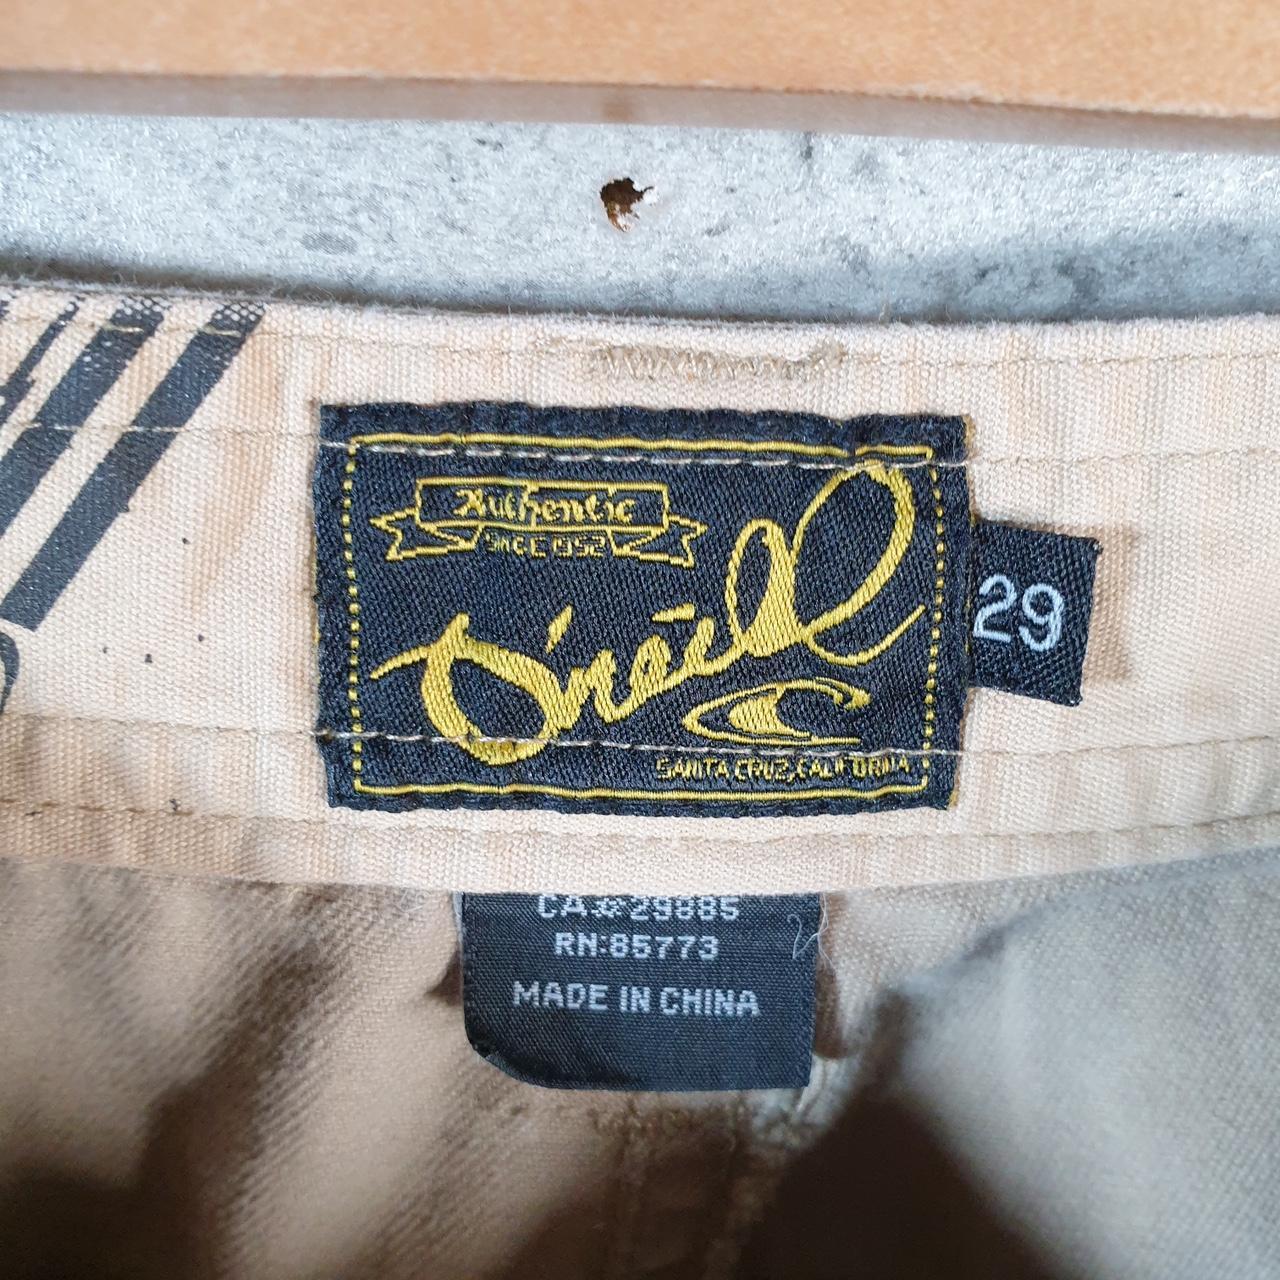 Authentic
SINCE 1952
O'neill
SANTA CRUZ, CALIFORNIA
29
CA# 29885
RN:85773
MADE IN CHINA